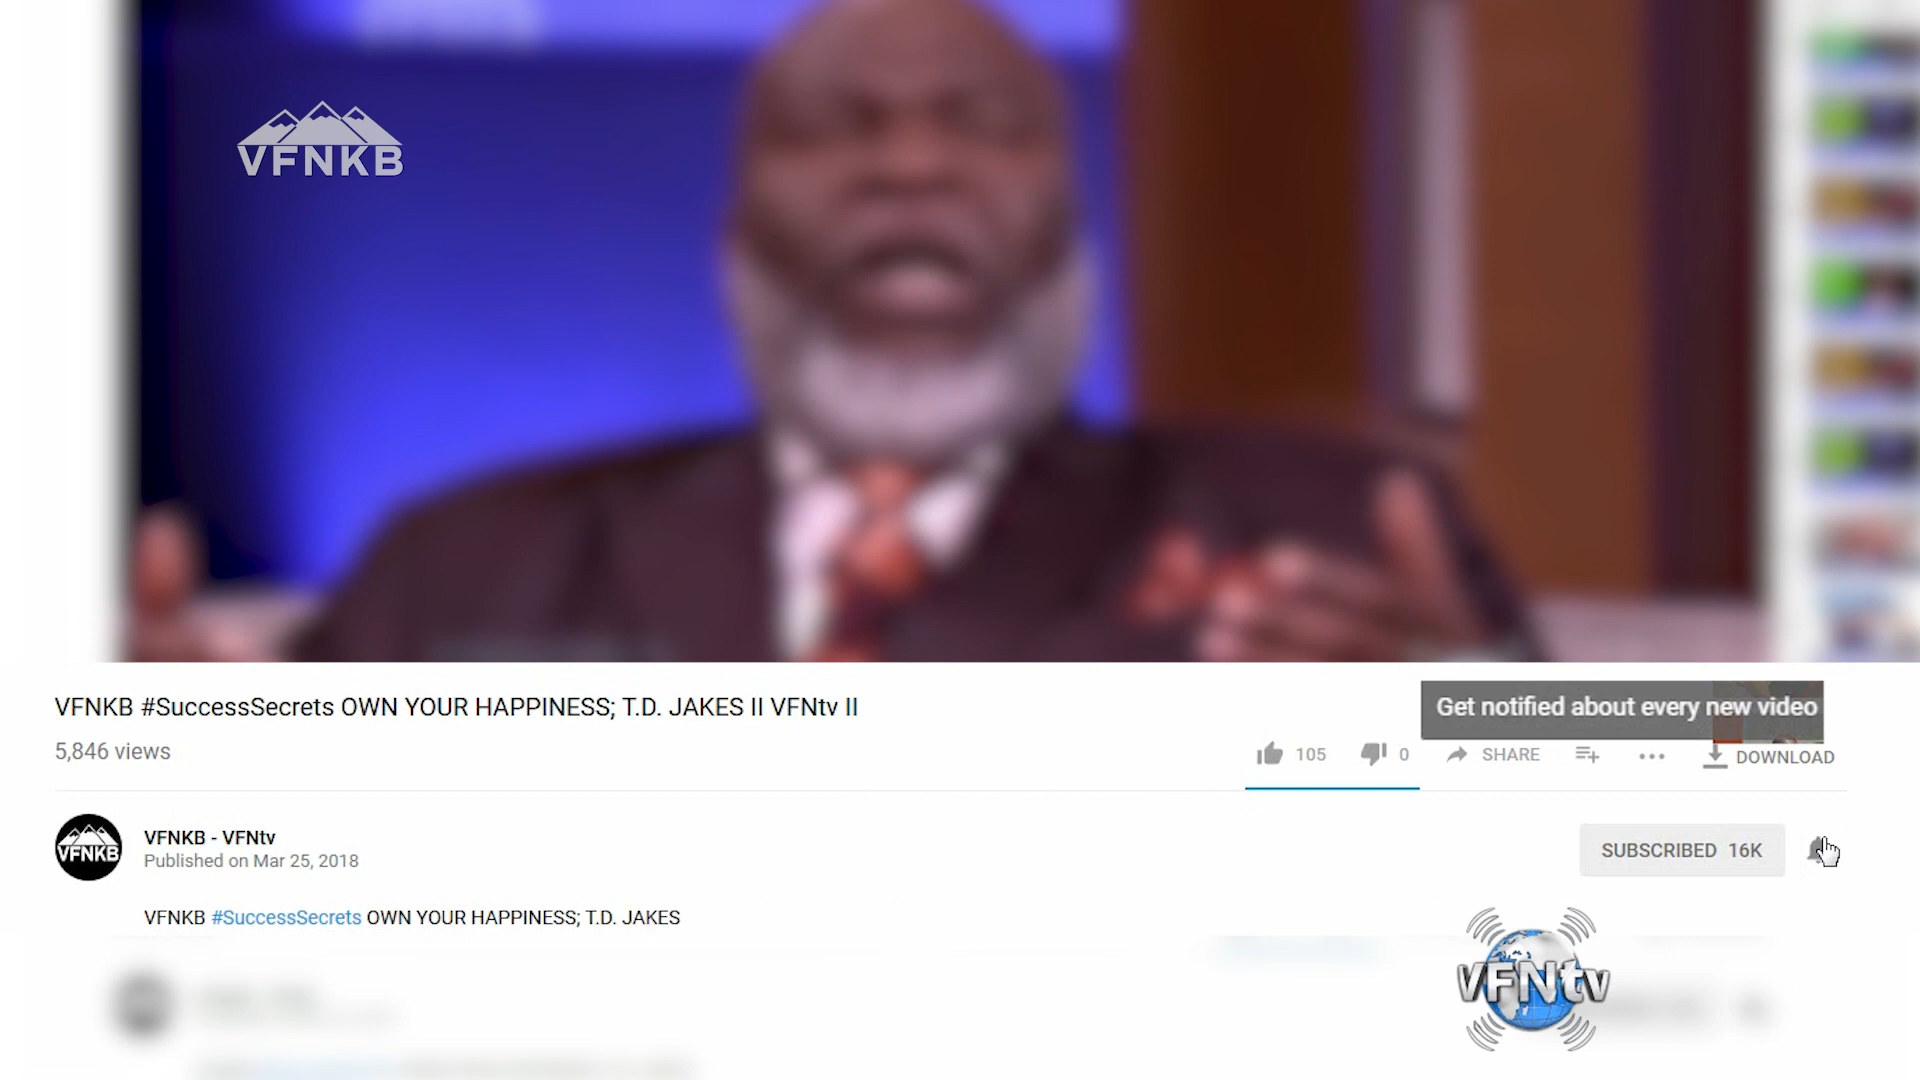 VFNKB
VFNKB #SuccessSecrets OWN YOUR HAPPINESS; T.D. JAKES II VFNtv II
Get notified about every new video
5,846 views
105
0
SHARE
DOWNLOAD
VFNKB
VFNKB - VFNtv
Published on Mar 25, 2018
SUBSCRIBED 16K
VFNKB #SuccessSecrets OWN YOUR HAPPINESS; T.D. JAKES
VFNtv